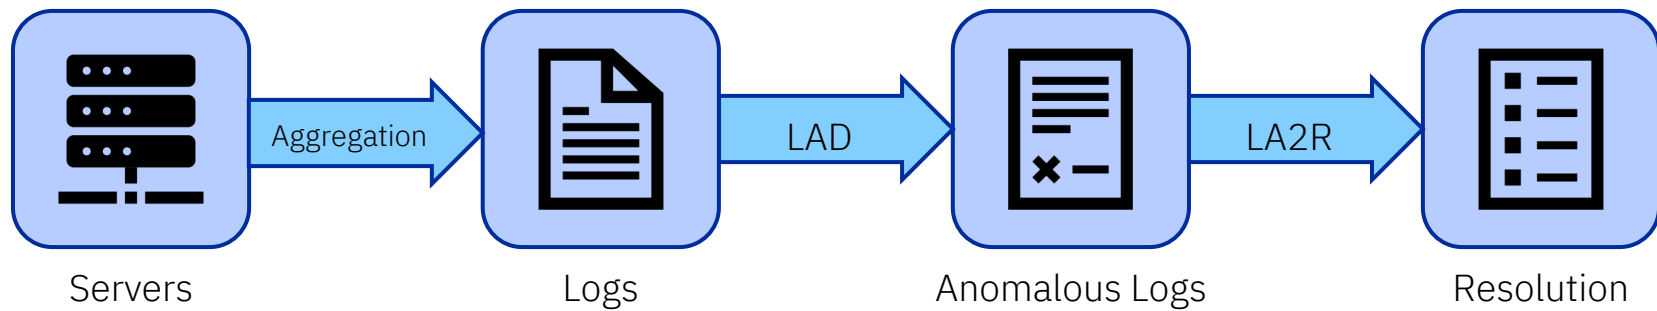 Aggregation
LAD
LA2R
Servers
Logs
Anomalous Logs
Resolution